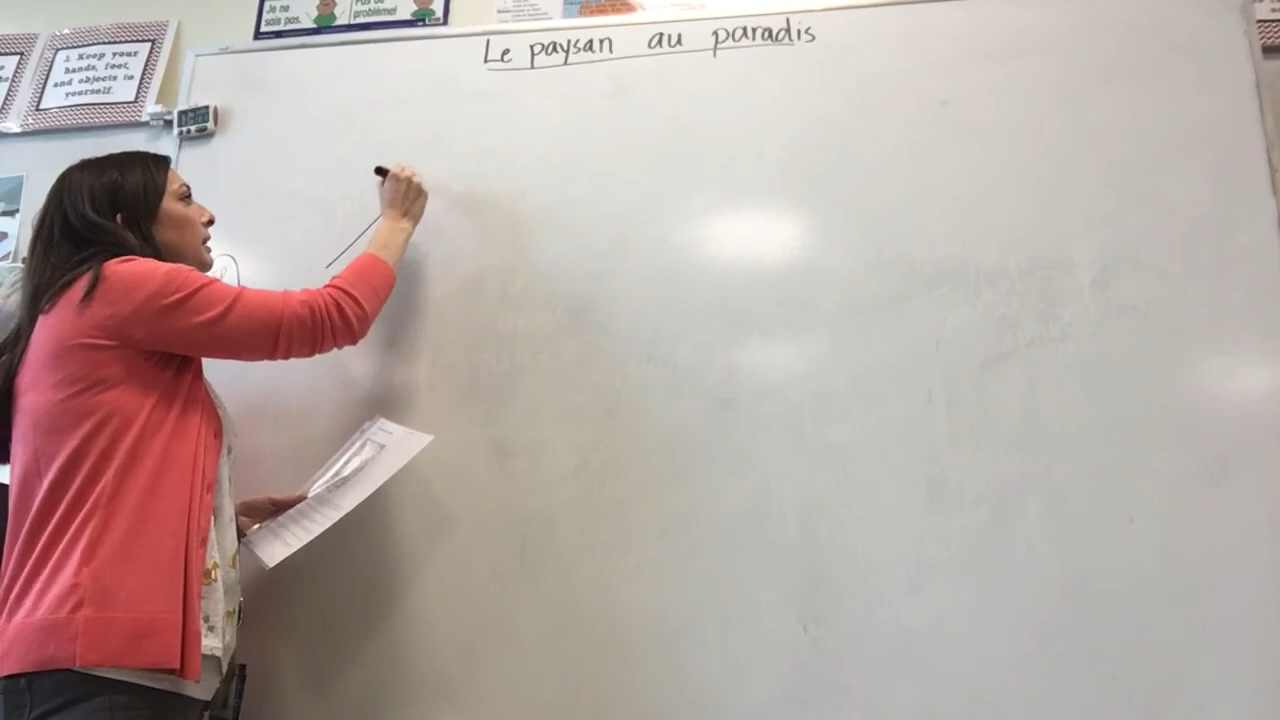 Je ne
sais pas.
Pas de
problème!
Le paysan au paradis
2. Keep your
hands, feet,
and objects to
yourself.